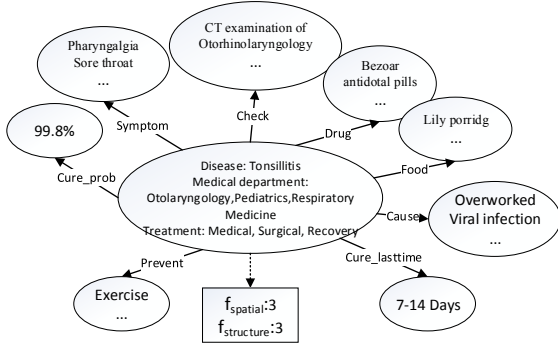 CT examination of
Otorhinolaryngology
...
Pharyngalgia
Sore throat
...
Bezoar
antidotal pills
...
99.8%
Lily porridg
...
Symptom
Check
Drug
Cure_prob
Food
Disease: Tonsillitis
Medical department:
Otolaryngology,Pediatrics,Respiratory
Medicine
Treatment: Medical, Surgical, Recovery
Cause
Overworked
Viral infection
...
Prevent
Cure_lasttime
Exercise
...
f_spatial:3
f_structure:3
7-14 Days